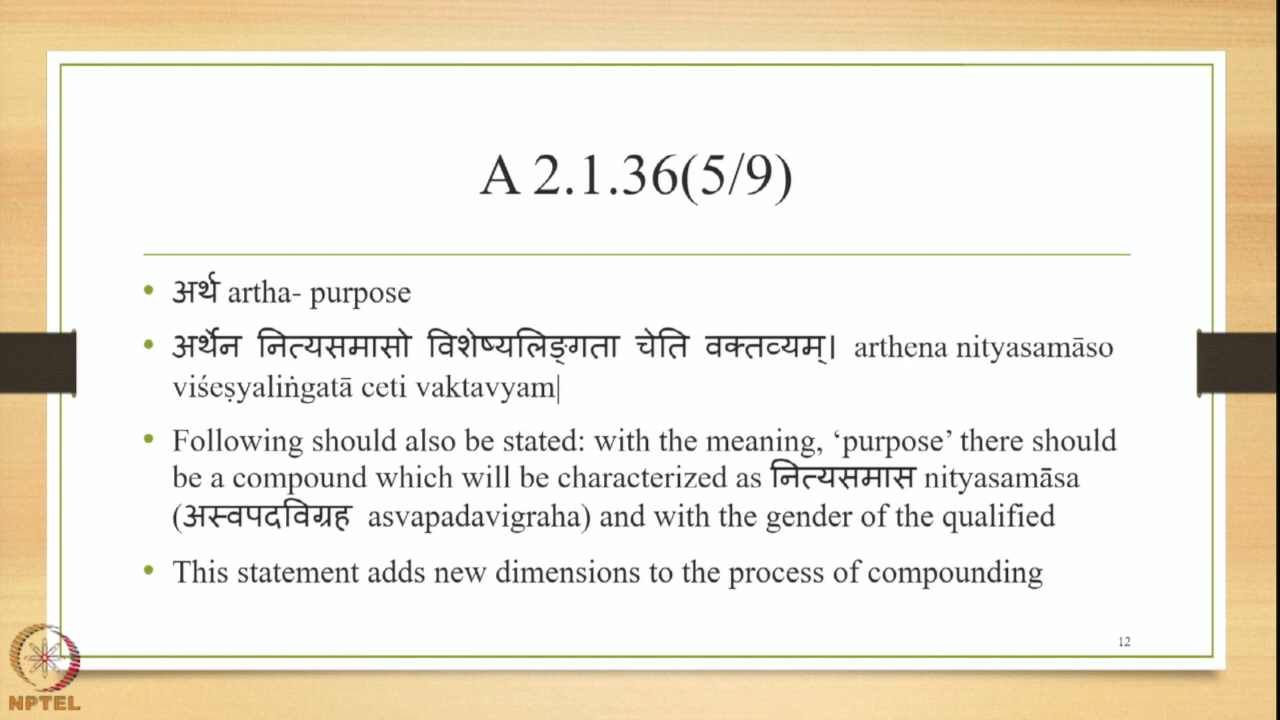 A 2.1.36(5/9)
• अर्थ artha- purpose
• अर्थेन नित्यसमासो विशेष्यलिङ्गता चेति वक्तव्यम्। arthena nityasamāso
viśeṣyaliṅgatā ceti vaktavyam|
• Following should also be stated: with the meaning, ‘purpose’ there should
be a compound which will be characterized as नित्यसमास nityasamāsa
(अस्वपदविग्रह asvapadavigraha) and with the gender of the qualified
• This statement adds new dimensions to the process of compounding
12
NPTEL